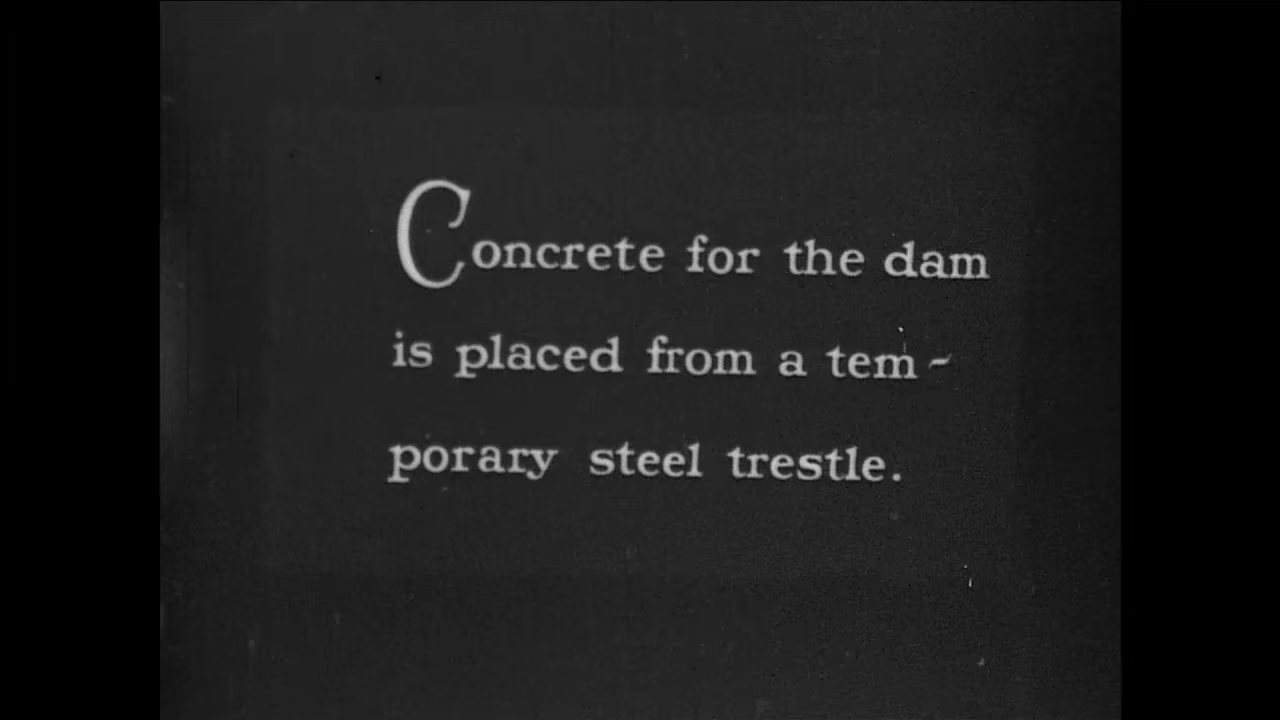 Concrete for the dam
is placed from a tem-
porary steel trestle.